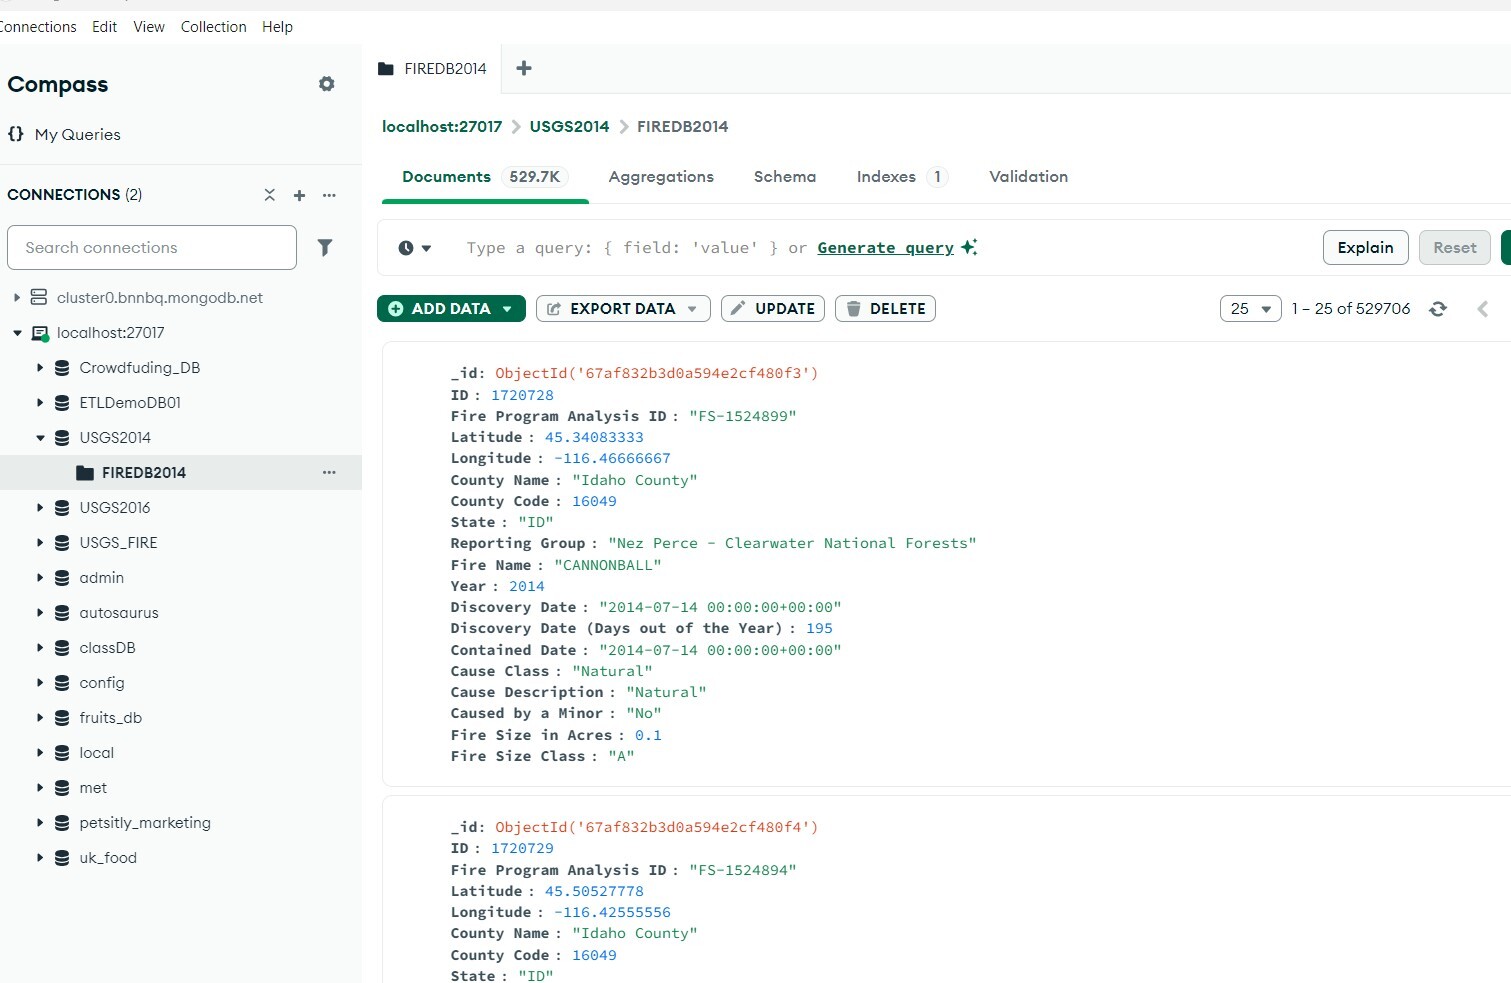 Connections Edit View Collection Help
Compass
My Queries
CONNECTIONS (2)
Search connections
cluster0.bnnbq.mongodb.net
localhost:27017
Crowdfuding_DB
ETLDemoDB01
USGS2014
FIREDB2014
USGS2016
USGS_FIRE
admin
autosaurus
classDB
config
fruits_db
local
met
petsitly_marketing
uk_food
FIREDB2014
localhost:27017 > USGS2014 > FIREDB2014
Documents 529.7K Aggregations Schema Indexes 1 Validation
Type a query: { field: 'value' } or Generate query
Explain Reset
ADD DATA EXPORT DATA UPDATE DELETE
25 1 – 25 of 529706
_id: ObjectId('67af832b3d0a594e2cf480f3')
ID : 1720728
Fire Program Analysis ID : "FS-1524899"
Latitude : 45.34083333
Longitude : -116.46666667
County Name : "Idaho County"
County Code : 16049
State : "ID"
Reporting Group : "Nez Perce - Clearwater National Forests"
Fire Name : "CANNONBALL"
Year : 2014
Discovery Date : "2014-07-14 00:00:00+00:00"
Discovery Date (Days out of the Year) : 195
Contained Date : "2014-07-14 00:00:00+00:00"
Cause Class : "Natural"
Cause Description : "Natural"
Caused by a Minor : "No"
Fire Size in Acres : 0.1
Fire Size Class : "A"
_id: ObjectId('67af832b3d0a594e2cf480f4')
ID : 1720729
Fire Program Analysis ID : "FS-1524894"
Latitude : 45.50527778
Longitude : -116.42555556
County Name : "Idaho County"
County Code : 16049
State : "ID"